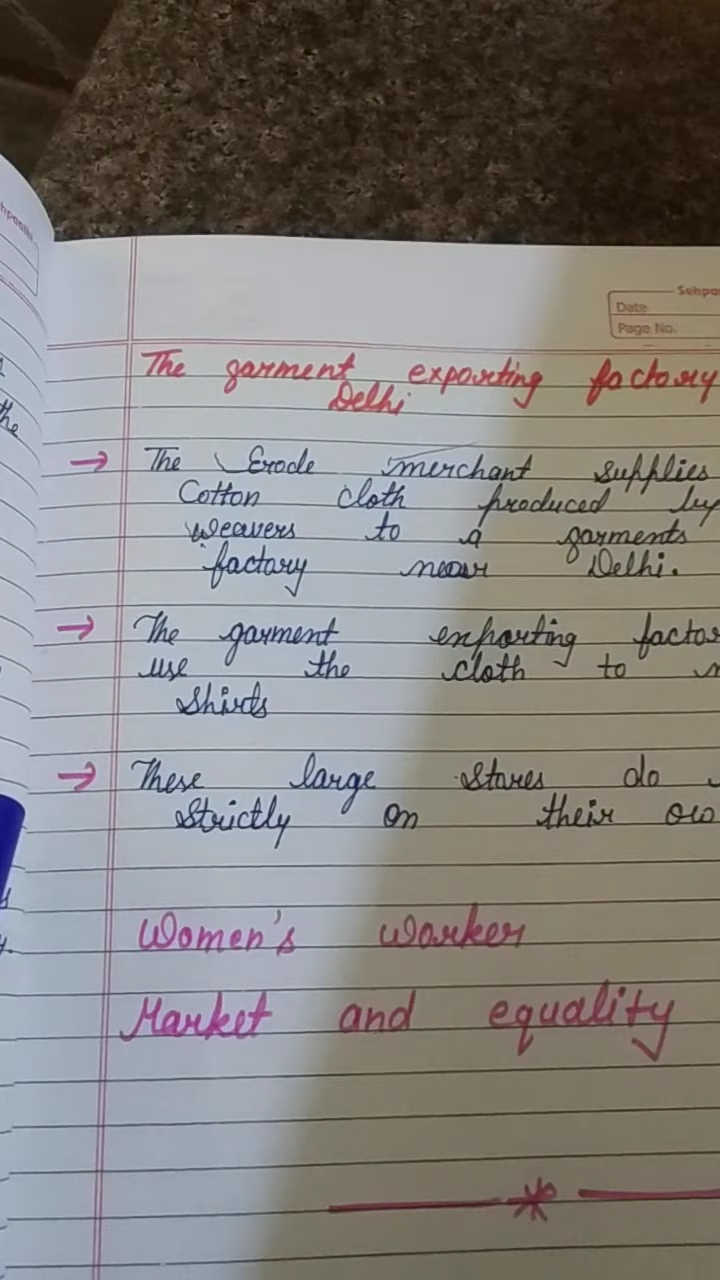 Sehpa
Date
Page No.
The garment exporting factory
Delhi
→ The Erode merchant supplies
Cotton cloth produced by
weavers to a garments
factory near Delhi.
→ The garment exporting factor
use the cloth to
Shirts
→ These large stores do
Strictly on their ow
Women's worker
Market and equality
the